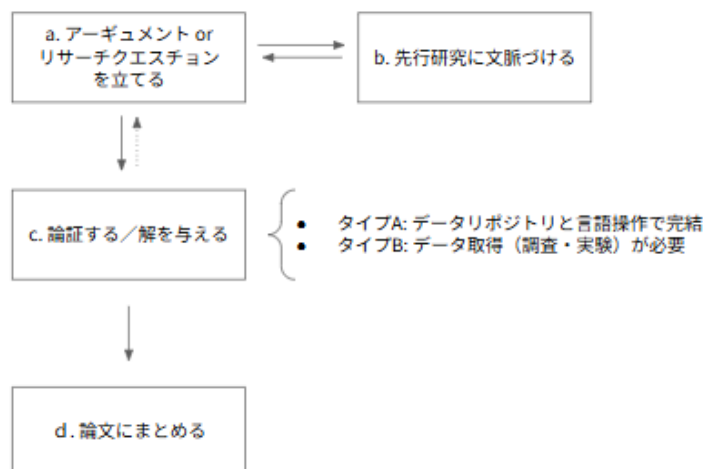 a. アーギュメント or
リサーチクエスチョン
を立てる
b. 先行研究に文脈づける
c. 論証する／解を与える
● タイプA: データリポジトリと言語操作で完結
● タイプB: データ取得（調査・実験）が必要
d. 論文にまとめる